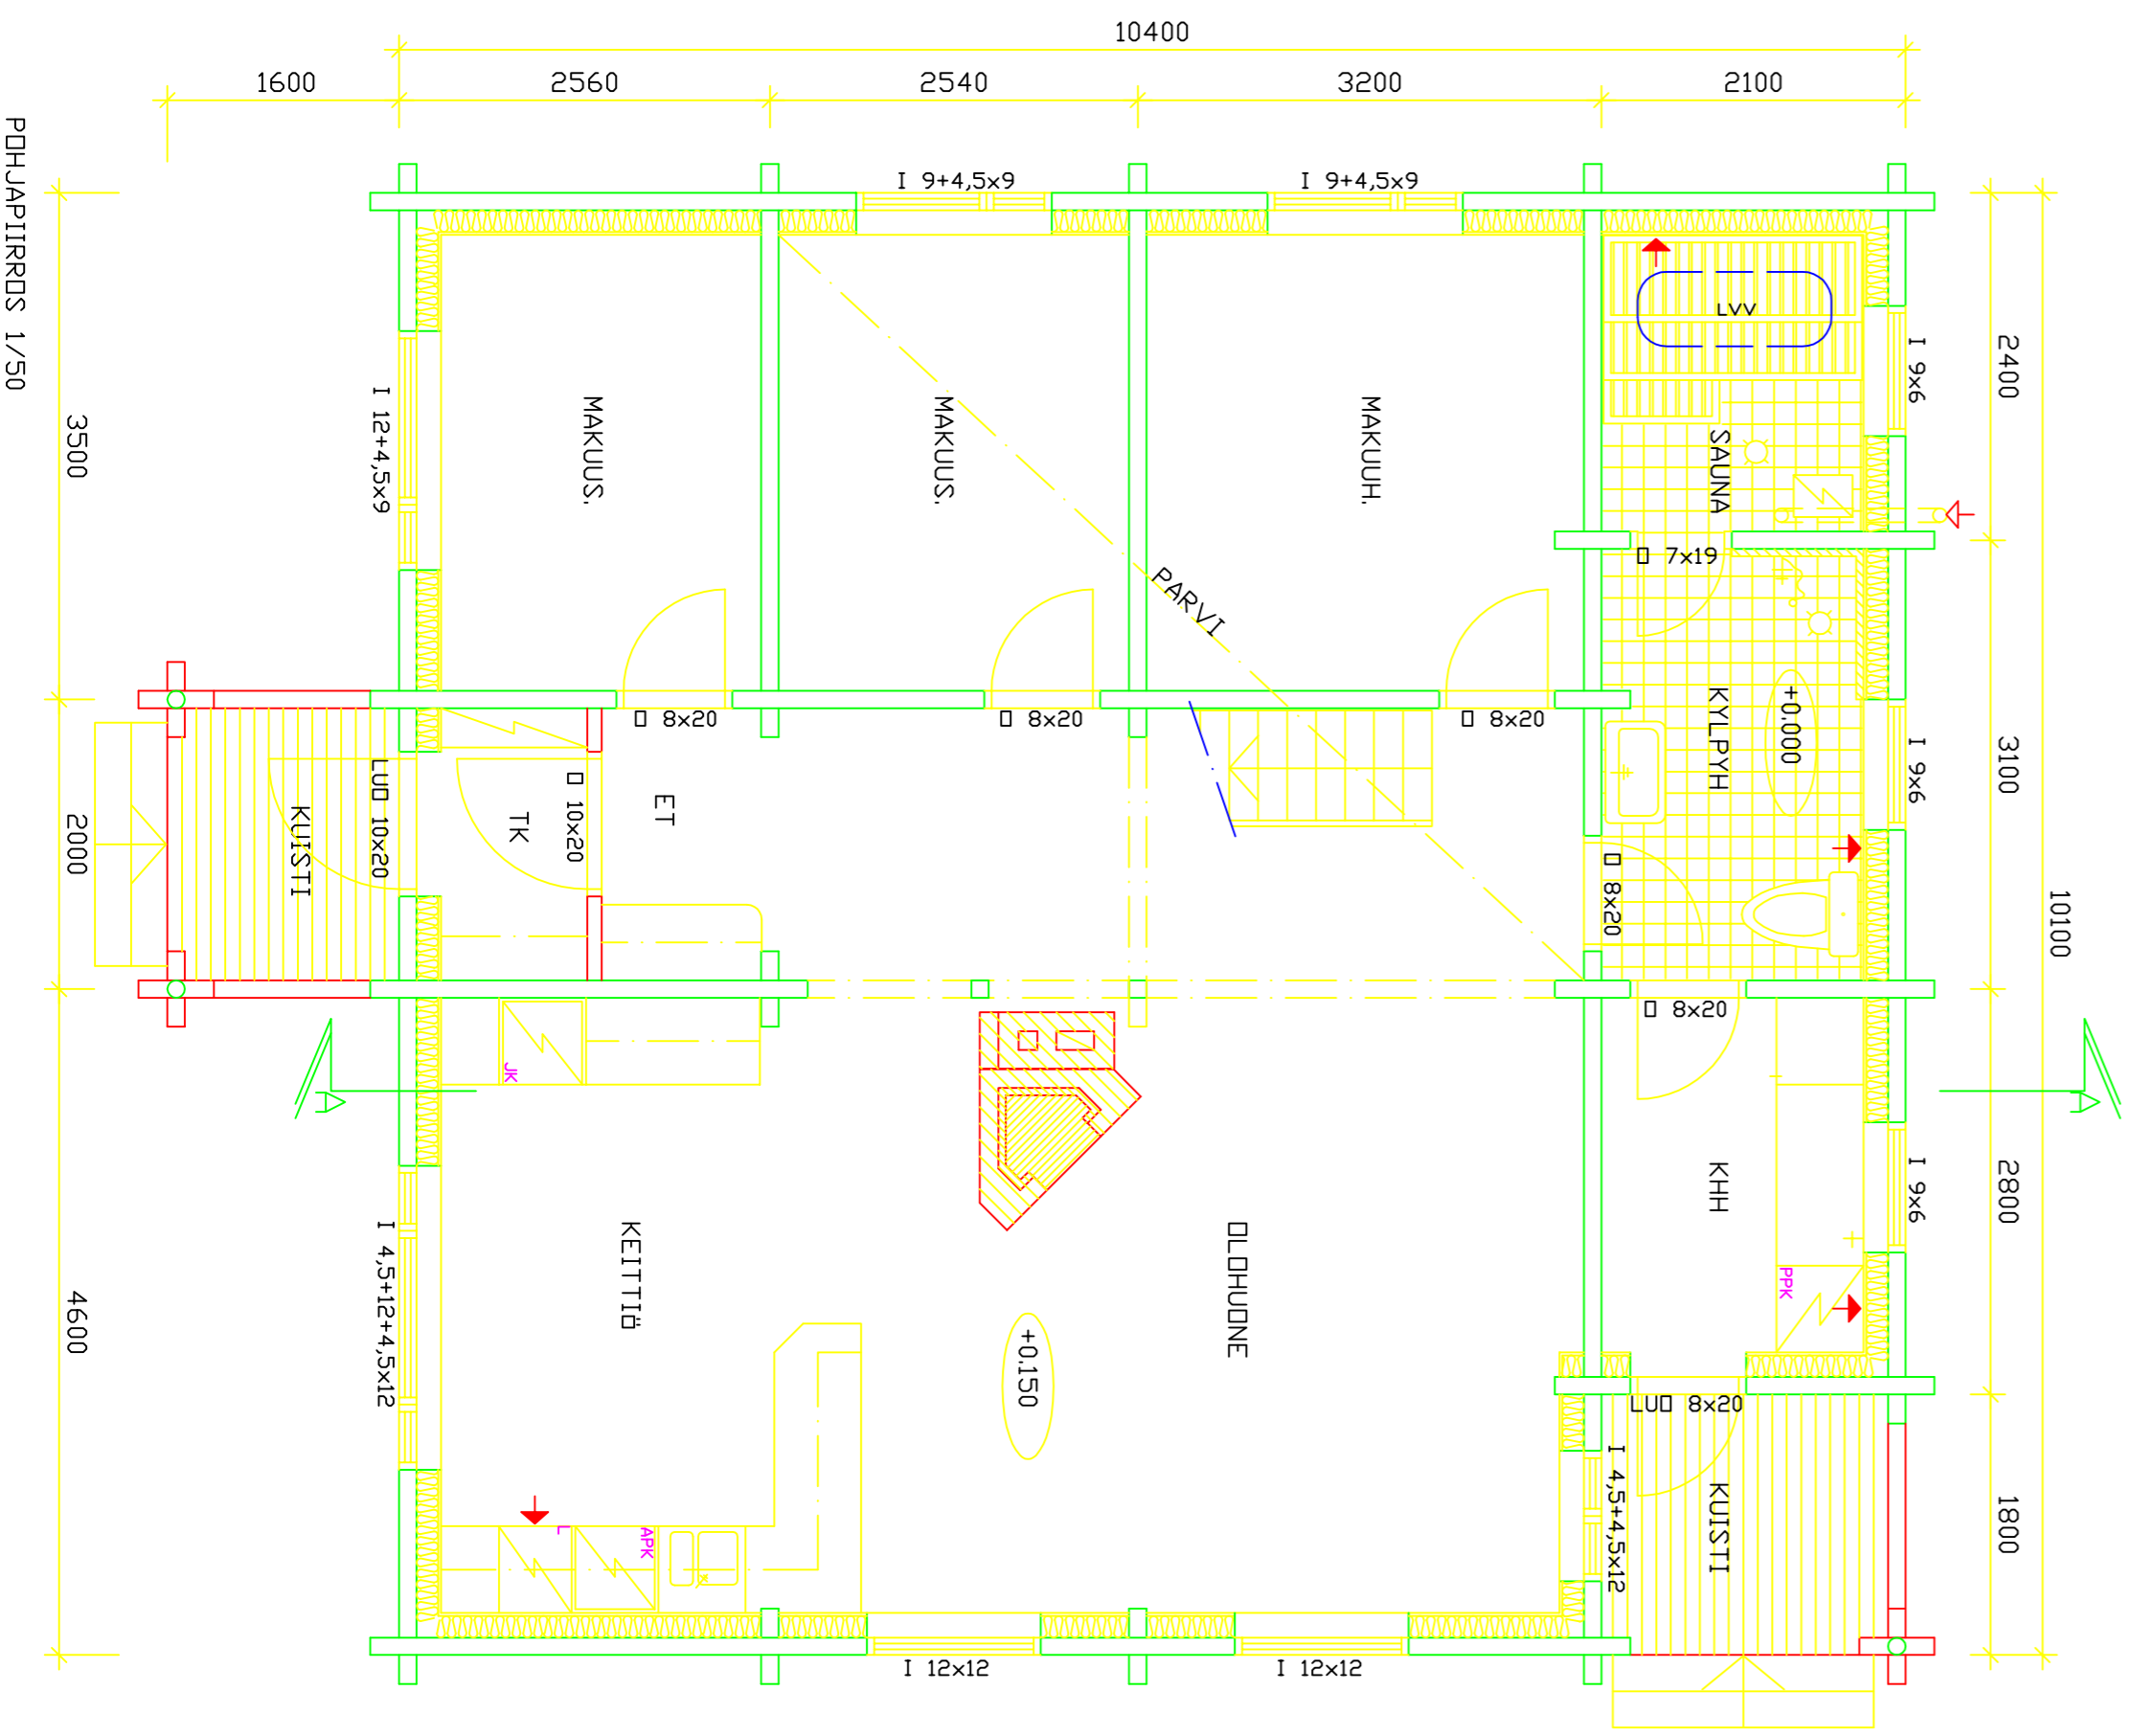 10400
1600
2560
2540
3200
2100
POHJAPIIRROS 1/50
3500
2000
4600
2400
3100
2800
1800
10100
I 9+4,5x9
I 9+4,5x9
I 9x6
I 9x6
I 9x6
I 12+4,5x9
I 4,5+12+4,5x12
I 4,5+4,5x12
I 12x12
I 12x12
MAKUUS.
MAKUUS.
MAKUUH.
LVV
SAUNA
O 7x19
PARVI
O 8x20
O 8x20
O 8x20
KYLPYH
+0.000
O 8x20
O 8x20
KUISTI
LUO 10x20
TK
O 10x20
ET
JK
KEITTIÖ
OLOHUONE
+0.150
KHH
PPK
LUO 8x20
KUISTI
L
APK